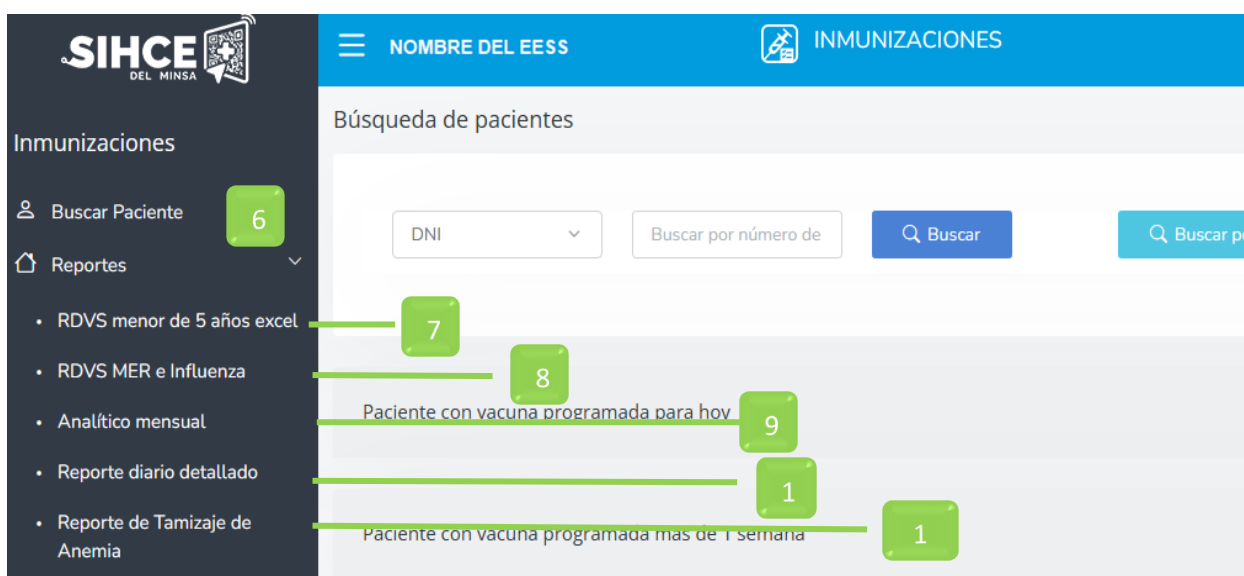 SIHCE
DEL MINSA
NOMBRE DEL EESS
INMUNIZACIONES
Inmunizaciones
Búsqueda de pacientes
Buscar Paciente
6
Reportes
DNI
Buscar por número de
Buscar
Buscar
RDVS menor de 5 años excel
7
RDVS MER e Influenza
8
Analítico mensual
Paciente con vacuna programada para hoy
9
Reporte diario detallado
1
Reporte de Tamizaje de
Anemia
Paciente con vacuna programada mas de 1 semana
1